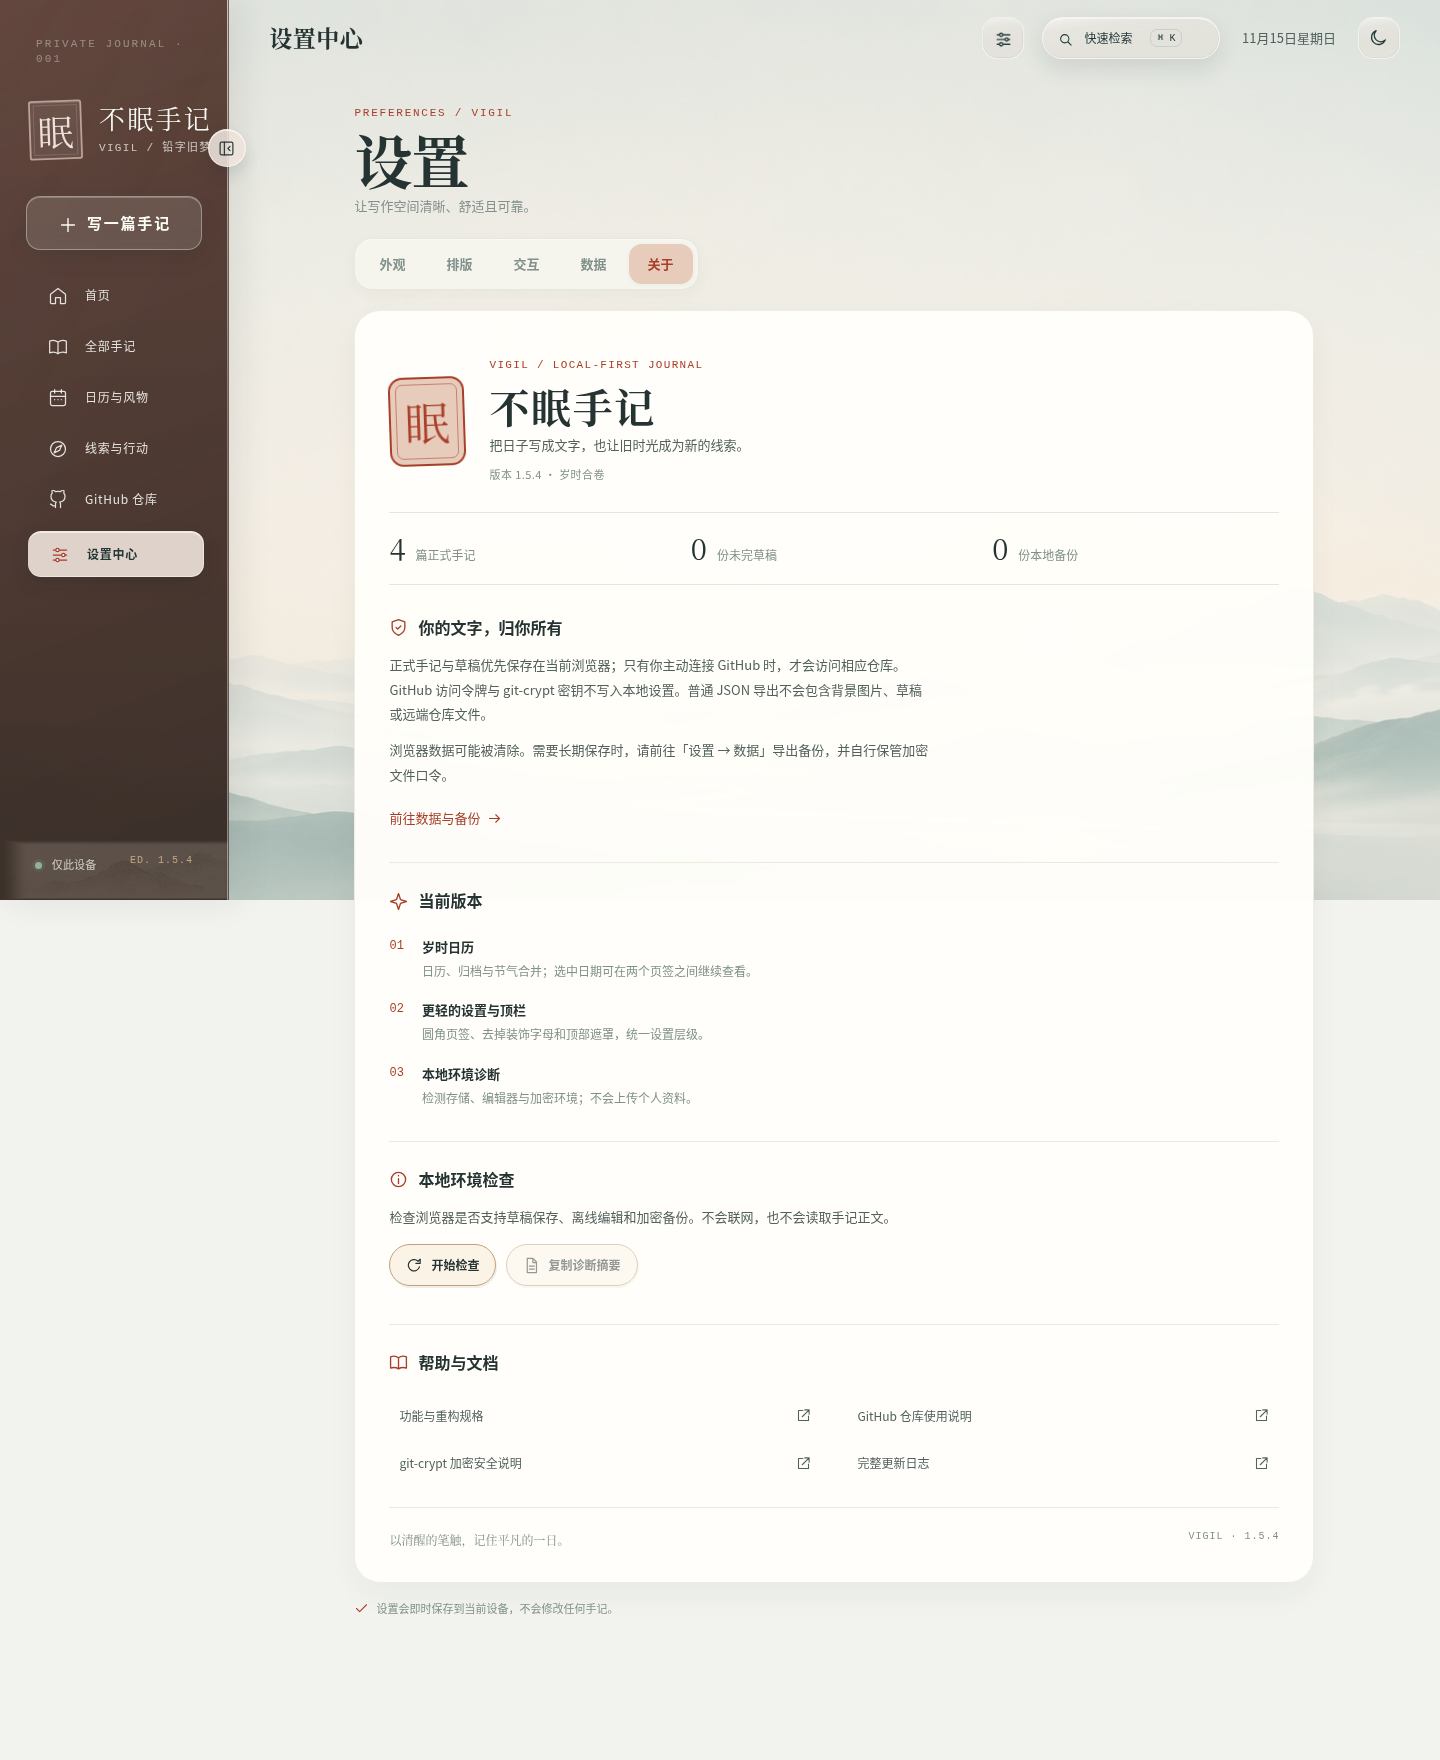 PRIVATE JOURNAL ·
001
眠
不眠手记
VIGIL / 铅字旧梦
写一篇手记
首页
全部手记
日历与风物
线索与行动
GitHub 仓库
设置中心
仅此设备
ED. 1.5.4
设置中心
快速检索
⌘ K
11月15日星期日
PREFERENCES / VIGIL
设置
让写作空间清晰、舒适且可靠。
外观
排版
交互
数据
关于
眠
VIGIL / LOCAL-FIRST JOURNAL
不眠手记
把日子写成文字，也让旧时光成为新的线索。
版本 1.5.4 · 岁时合卷
4 篇正式手记
0 份未完草稿
0 份本地备份
你的文字，归你所有
正式手记与草稿优先保存在当前浏览器；只有你主动连接 GitHub 时，才会访问相应仓库。
GitHub 访问令牌与 git-crypt 密钥不写入本地设置。普通 JSON 导出不会包含背景图片、草稿
或远端仓库文件。
浏览器数据可能被清除。需要长期保存时，请前往「设置 → 数据」导出备份，并自行保管加密
文件口令。
前往数据与备份 →
当前版本
01 岁时日历
日历、归档与节气合并；选中日期可在两个页签之间继续查看。
02 更轻的设置与顶栏
圆角页签、去掉装饰字母和顶部遮罩，统一设置层级。
03 本地环境诊断
检测存储、编辑器与加密环境；不会上传个人资料。
本地环境检查
检查浏览器是否支持草稿保存、离线编辑和加密备份。不会联网，也不会读取手记正文。
开始检查
复制诊断摘要
帮助与文档
功能与重构规格
GitHub 仓库使用说明
git-crypt 加密安全说明
完整更新日志
以清醒的笔触，记住平凡的一日。
VIGIL · 1.5.4
设置会即时保存到当前设备，不会修改任何手记。